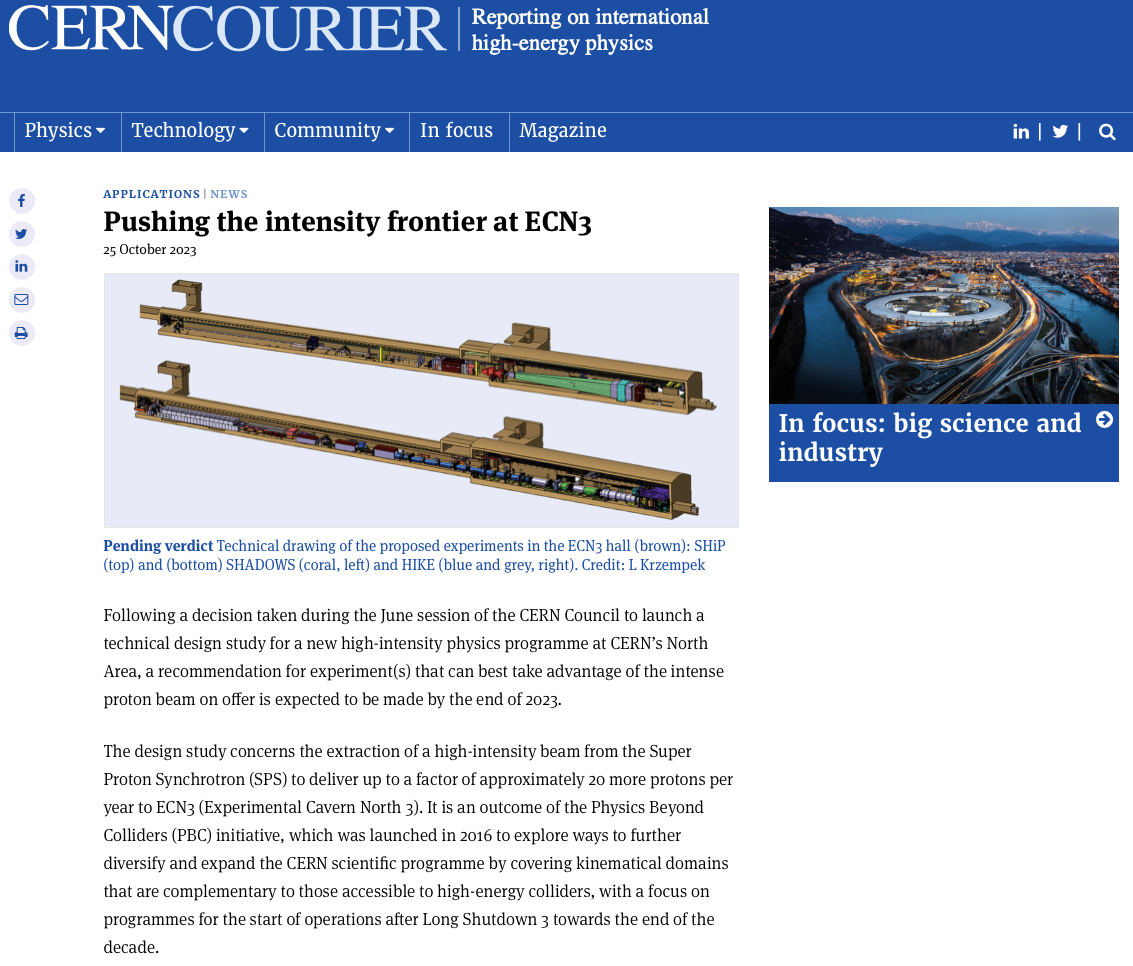 CERNCOURIER
Reporting on international
high-energy physics
Physics
Technology
Community
In focus
Magazine
APPLICATIONS | NEWS
Pushing the intensity frontier at ECN3
25 October 2023
Pending verdict Technical drawing of the proposed experiments in the ECN3 hall (brown): SHiP
(top) and (bottom) SHADOWS (coral, left) and HIKE (blue and grey, right). Credit: L Krzempek
Following a decision taken during the June session of the CERN Council to launch a
technical design study for a new high-intensity physics programme at CERN’s North
Area, a recommendation for experiment(s) that can best take advantage of the intense
proton beam on offer is expected to be made by the end of 2023.
The design study concerns the extraction of a high-intensity beam from the Super
Proton Synchrotron (SPS) to deliver up to a factor of approximately 20 more protons per
year to ECN3 (Experimental Cavern North 3). It is an outcome of the Physics Beyond
Colliders (PBC) initiative, which was launched in 2016 to explore ways to further
diversify and expand the CERN scientific programme by covering kinematical domains
that are complementary to those accessible to high-energy colliders, with a focus on
programmes for the start of operations after Long Shutdown 3 towards the end of the
decade.
In focus: big science and
industry